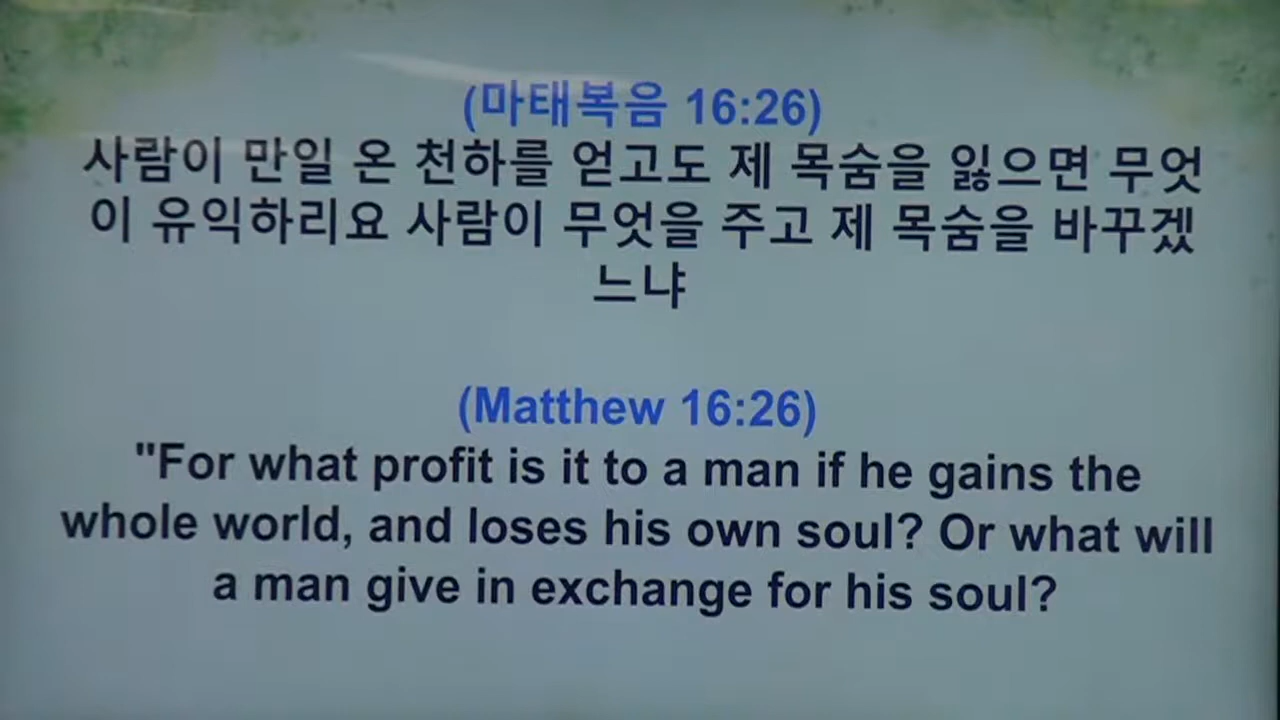 (마태복음 16:26)
사람이 만일 온 천하를 얻고도 제 목숨을 잃으면 무엇
이 유익하리요 사람이 무엇을 주고 제 목숨을 바꾸겠
느냐
(Matthew 16:26)
"For what profit is it to a man if he gains the
whole world, and loses his own soul? Or what will
a man give in exchange for his soul?